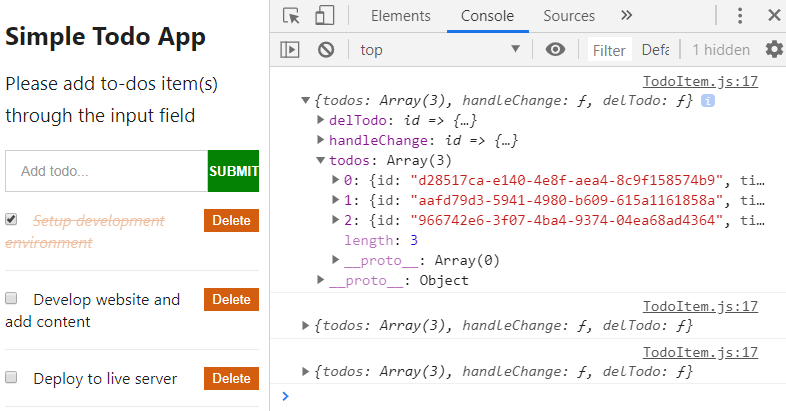 Simple Todo App
Please add to-dos item(s)
through the input field
Add todo...
SUBMIT
Setup development
environment
Delete
Develop website and
add content
Delete
Deploy to live server
Delete
Elements Console Sources »
top Filter Defa 1 hidden
TodoItem.js:17
{todos: Array(3), handleChange: ƒ, delTodo: ƒ} i
delTodo: id => {…}
handleChange: id => {…}
todos: Array(3)
0: {id: "d28517ca-e140-4e8f-aea4-8c9f158574b9", ti…
1: {id: "aafd79d3-5941-4980-b609-615a1161858a", ti…
2: {id: "966742e6-3f07-4ba4-9374-04ea68ad4364", ti…
length: 3
__proto__: Array(0)
__proto__: Object
TodoItem.js:17
{todos: Array(3), handleChange: ƒ, delTodo: ƒ}
TodoItem.js:17
{todos: Array(3), handleChange: ƒ, delTodo: ƒ}